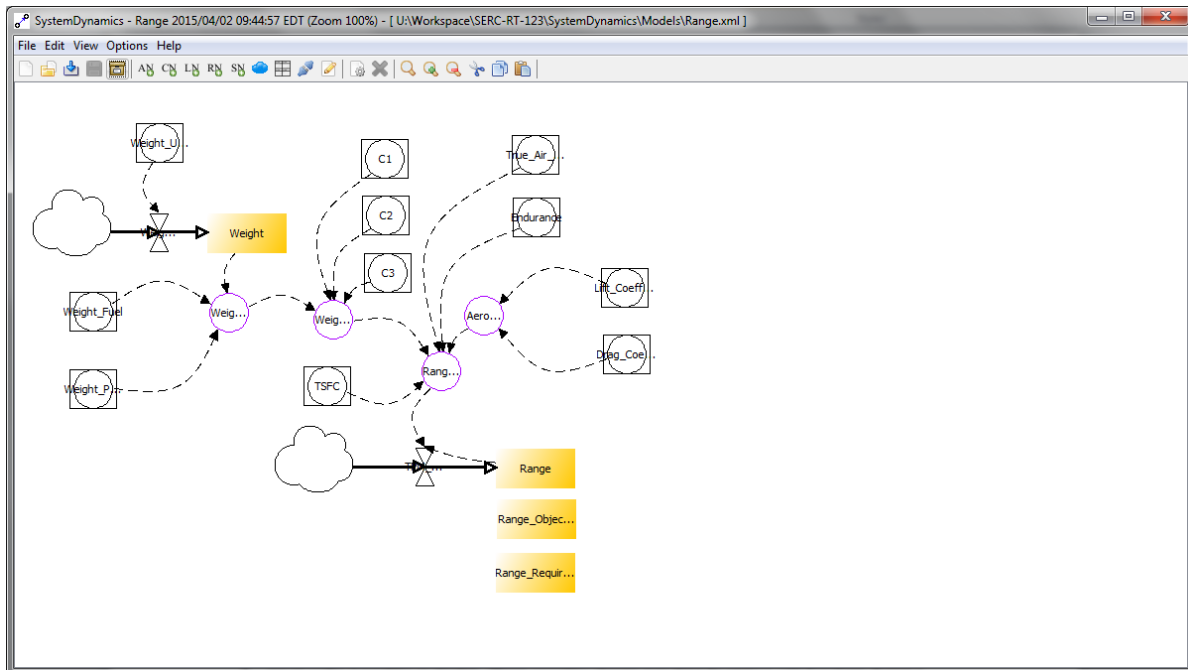 SystemDynamics - Range 2015/04/02 09:44:57 EDT (Zoom 100%) - [ U:\Workspace\SERC-RT-123\SystemDynamics\Models\Range.xml ]
File Edit View Options Help
AN CN LN RN SN
Weight_U...
C1
True_Air_...
C2
Endurance
Weight
C3
Lift_Coeff...
Weight_Fuel
Weig...
Weig...
Aero...
Drag_Coe...
Rang...
TSFC
Weight_P...
Range
Range_Objec...
Range_Requir...